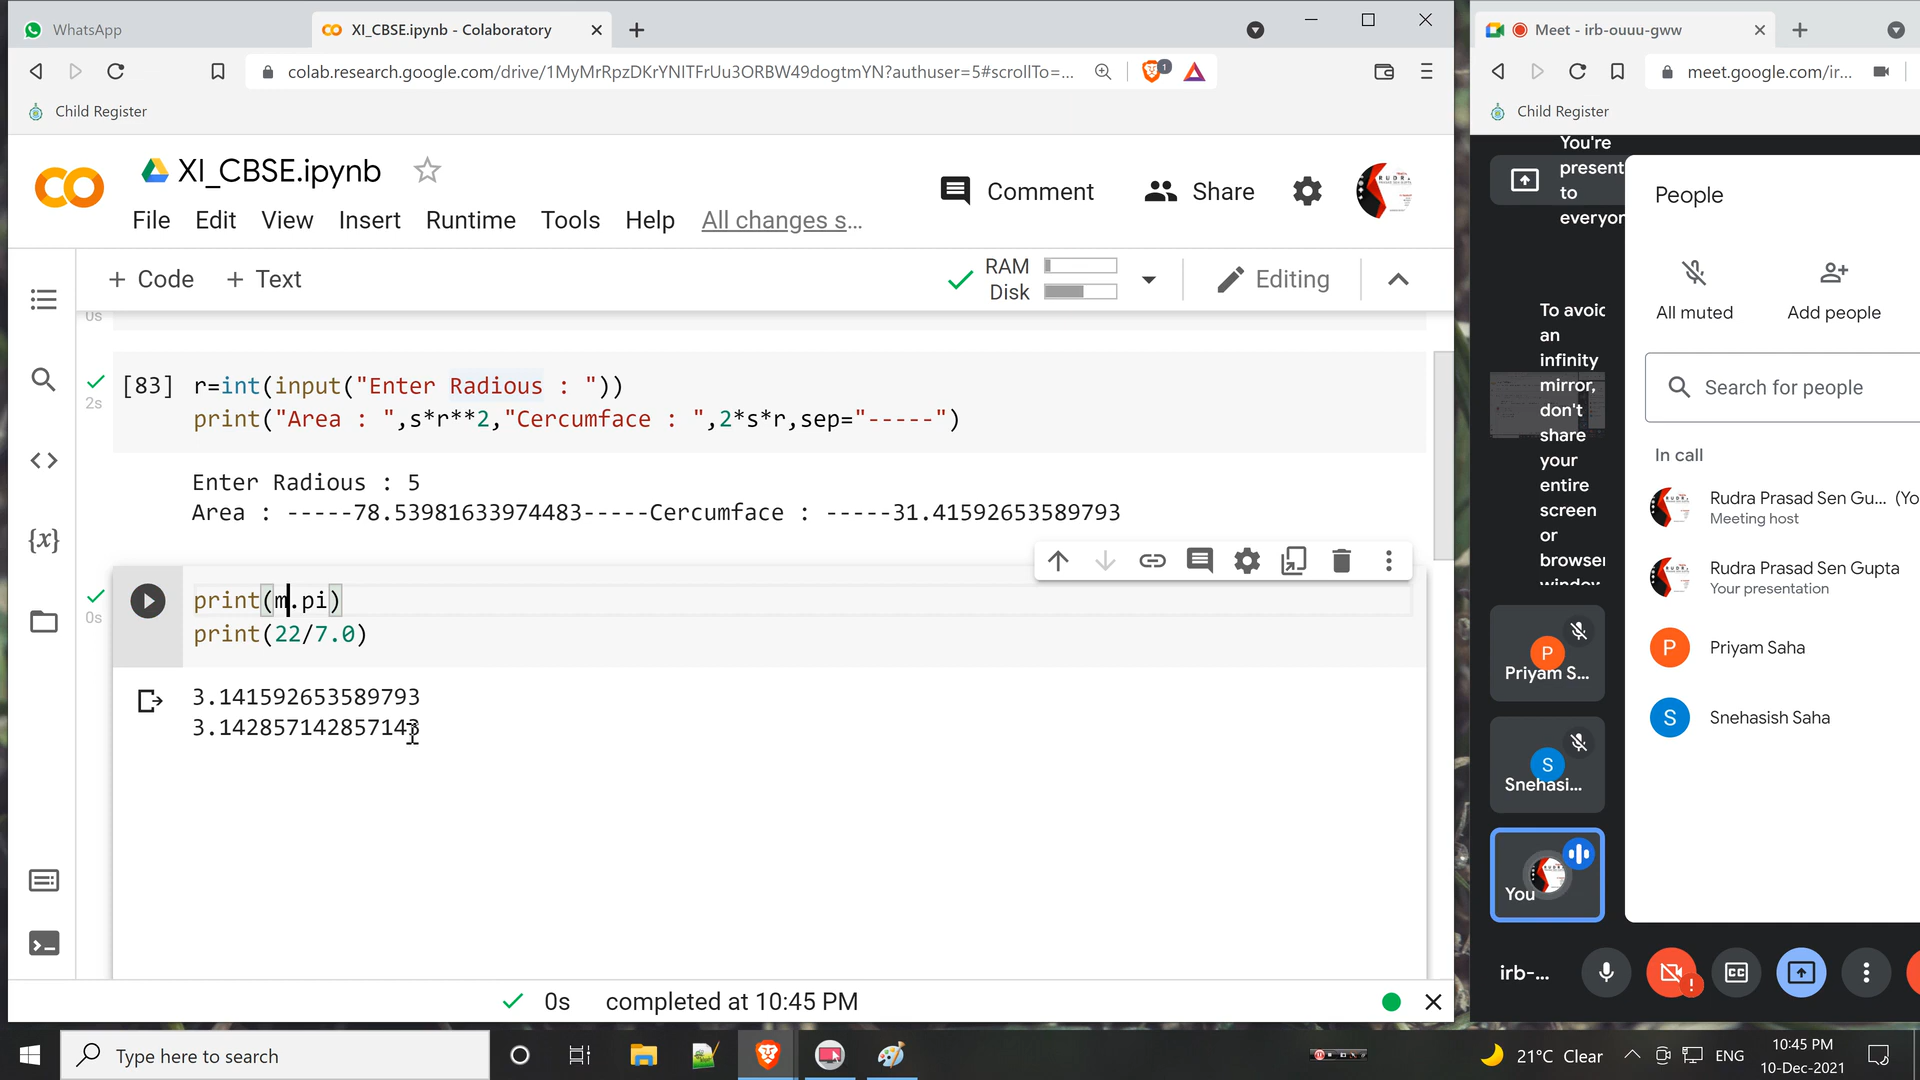 WhatsApp
XI_CBSE.ipynb - Colaboratory
colab.research.google.com/drive/1MyMrRpzDKrYNITFrUu3ORBW49dogtmYN?authuser=5#scrollTo=...
1
Child Register
XI_CBSE.ipynb
File Edit View Insert Runtime Tools Help All changes s...
Comment
Share
+ Code + Text
RAM
Disk
Editing
0s
2s
[83] r=int(input("Enter Radious : "))
print("Area : ",s*r**2,"Cercumface : ",2*s*r,sep="-----")
Enter Radious : 5
Area : -----78.53981633974483-----Cercumface : -----31.41592653589793
0s
print(m.pi)
print(22/7.0)
3.141592653589793
3.142857142857143
0s completed at 10:45 PM
Meet - irb-ouuu-gww
meet.google.com/ir...
Child Register
You're
present
to
everyon
To avoid
an
infinity
mirror,
don't
share
your
entire
screen
or
browser
window
People
All muted
Add people
Search for people
In call
Rudra Prasad Sen Gu... (Yo
Meeting host
Rudra Prasad Sen Gupta
Your presentation
P
Priyam Saha
S
Snehasish Saha
P
Priyam S...
S
Snehasi...
You
irb-...
Type here to search
21°C Clear
ENG
10:45 PM
10-Dec-2021